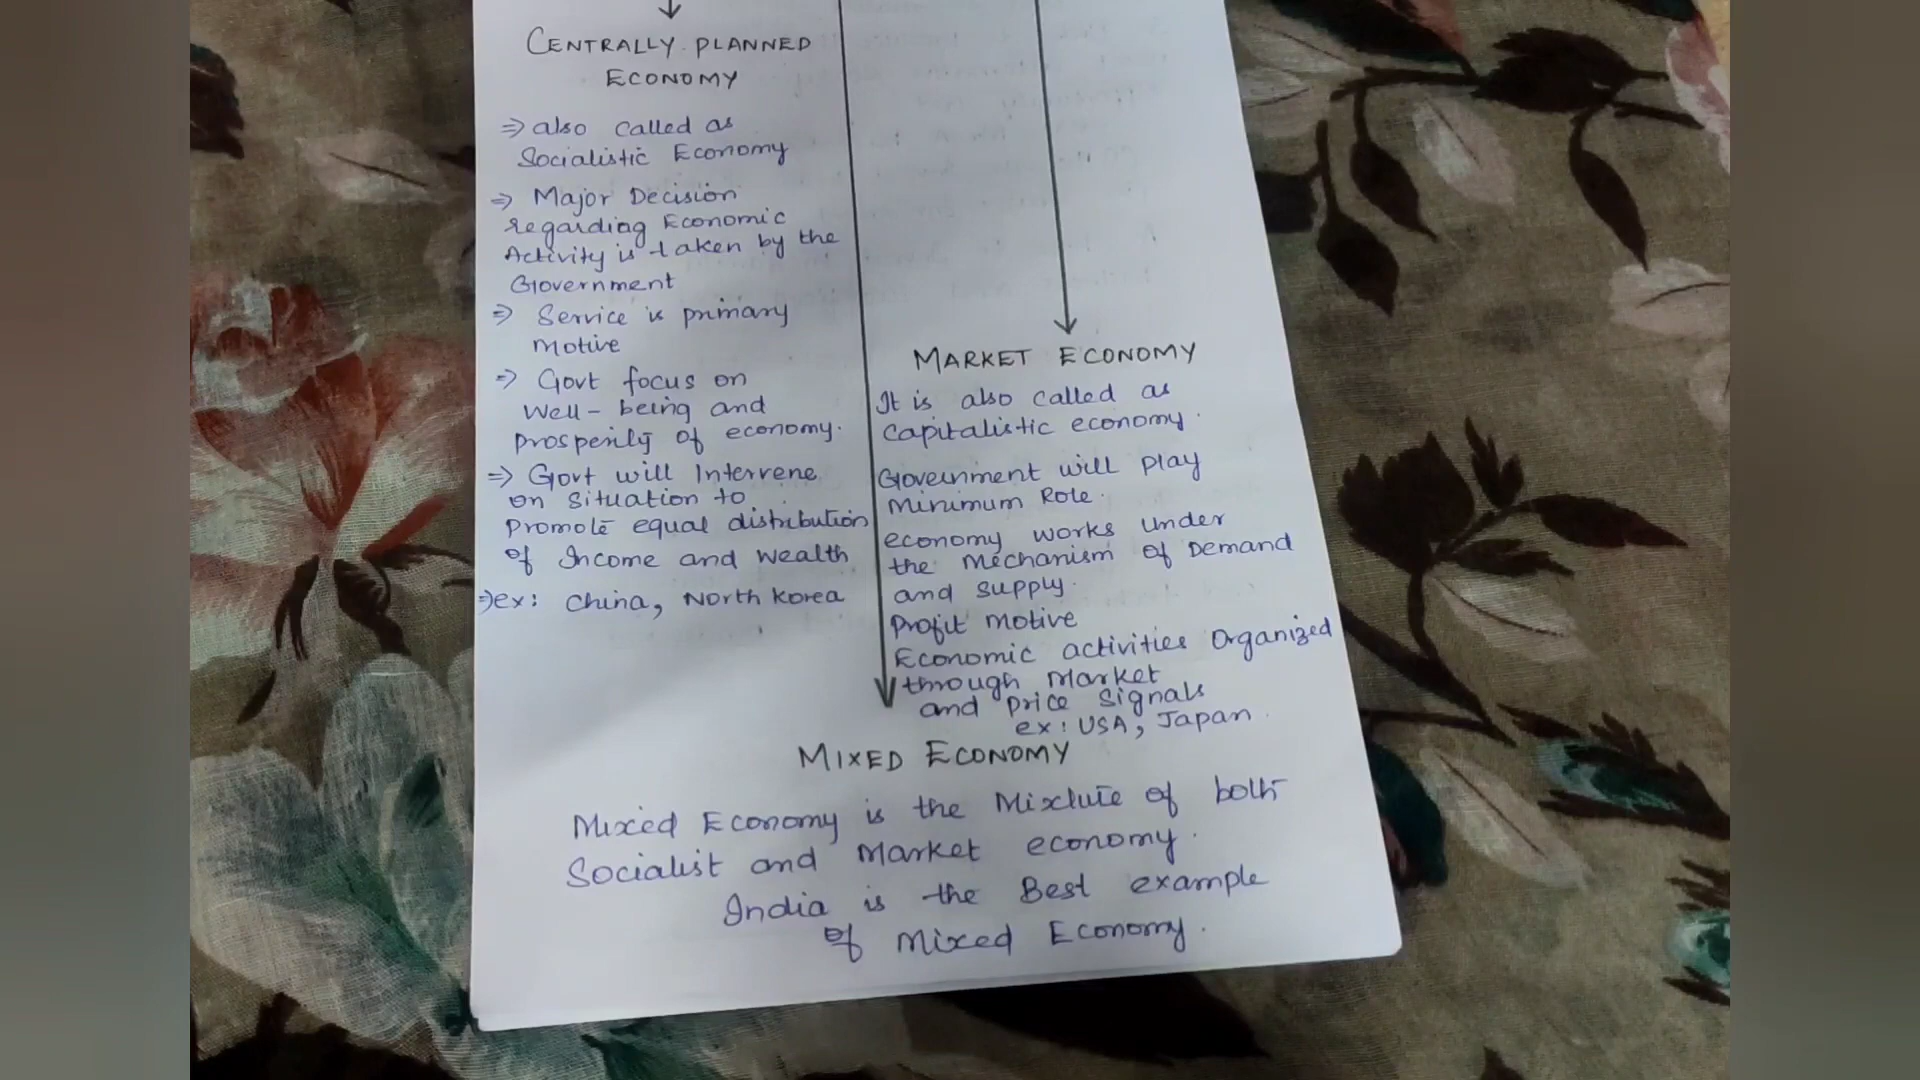 CENTRALLY PLANNED
ECONOMY
⇒ also called as
Socialistic Economy
⇒ Major Decision
regarding Economic
Activity is taken by the
Government
⇒ Service is primary
motive
⇒ Govt focus on
Well-being and
prosperity of economy.
⇒ Govt will Intervene
on situation to
promote equal distribution
of Income and Wealth
⇒ ex: China, North Korea
MARKET ECONOMY
It is also called as
Capitalistic economy.
Government will play
Minimum Role.
economy works under
the Mechanism of Demand
and supply.
Profit motive
Economic activities Organized
through Market
and price signals
ex: USA, Japan.
MIXED ECONOMY
Mixed Economy is the Mixture of both
Socialist and Market economy.
India is the Best example
of Mixed Economy.